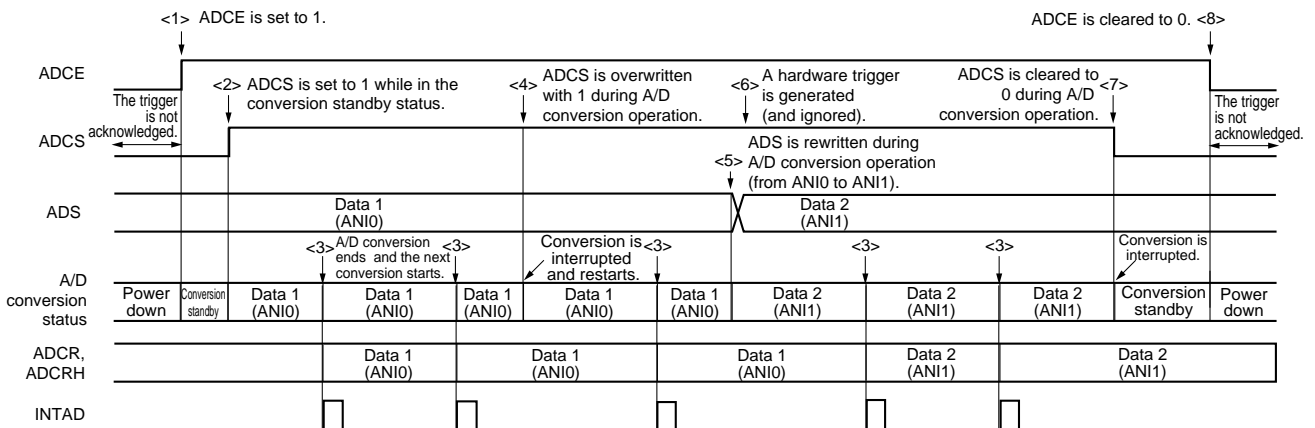 <1> ADCE is set to 1.
ADCE is cleared to 0. <8>
ADCE
The trigger
is not
acknowledged.
<2> ADCS is set to 1 while in the
conversion standby status.
<4> ADCS is overwritten
with 1 during A/D
conversion operation.
<6> A hardware trigger
is generated
(and ignored).
ADCS is cleared to
0 during A/D <7>
conversion operation.
The trigger
is not
acknowledged.
ADCS
ADS is rewritten during
<5> A/D conversion operation
(from ANI0 to ANI1).
ADS
Data 1
(ANI0)
Data 2
(ANI1)
<3> A/D conversion
ends and the next
conversion starts.
<3>
Conversion is
interrupted
and restarts.
<3>
<3>
<3>
Conversion is
interrupted.
A/D
conversion
status
Power
down
Conversion
standby
Data 1
(ANI0)
Data 1
(ANI0)
Data 1
(ANI0)
Data 1
(ANI0)
Data 1
(ANI0)
Data 2
(ANI1)
Data 2
(ANI1)
Data 2
(ANI1)
Conversion
standby
Power
down
ADCR,
ADCRH
Data 1
(ANI0)
Data 1
(ANI0)
Data 1
(ANI0)
Data 2
(ANI1)
Data 2
(ANI1)
INTAD